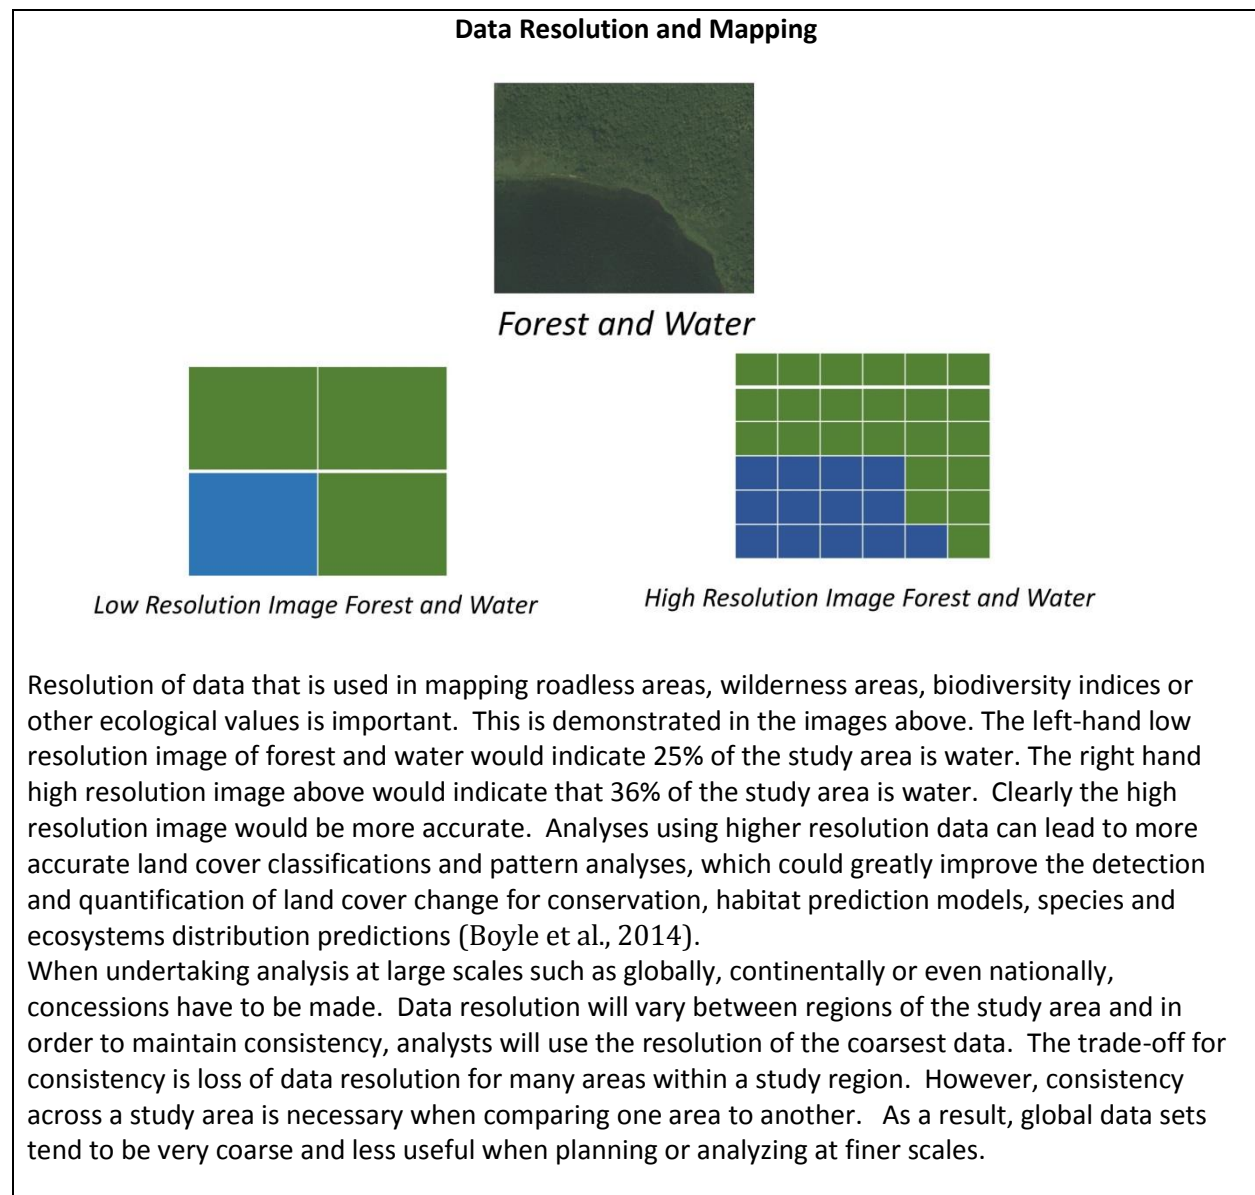 Data Resolution and Mapping
Forest and Water
Low Resolution Image Forest and Water
High Resolution Image Forest and Water
Resolution of data that is used in mapping roadless areas, wilderness areas, biodiversity indices or
other ecological values is important.  This is demonstrated in the images above. The left-hand low
resolution image of forest and water would indicate 25% of the study area is water. The right hand
high resolution image above would indicate that 36% of the study area is water.  Clearly the high
resolution image would be more accurate.  Analyses using higher resolution data can lead to more
accurate land cover classifications and pattern analyses, which could greatly improve the detection
and quantification of land cover change for conservation, habitat prediction models, species and
ecosystems distribution predictions (Boyle et al., 2014).
When undertaking analysis at large scales such as globally, continentally or even nationally,
concessions have to be made.  Data resolution will vary between regions of the study area and in
order to maintain consistency, analysts will use the resolution of the coarsest data.  The trade-off for
consistency is loss of data resolution for many areas within a study region.  However, consistency
across a study area is necessary when comparing one area to another.   As a result, global data sets
tend to be very coarse and less useful when planning or analyzing at finer scales.